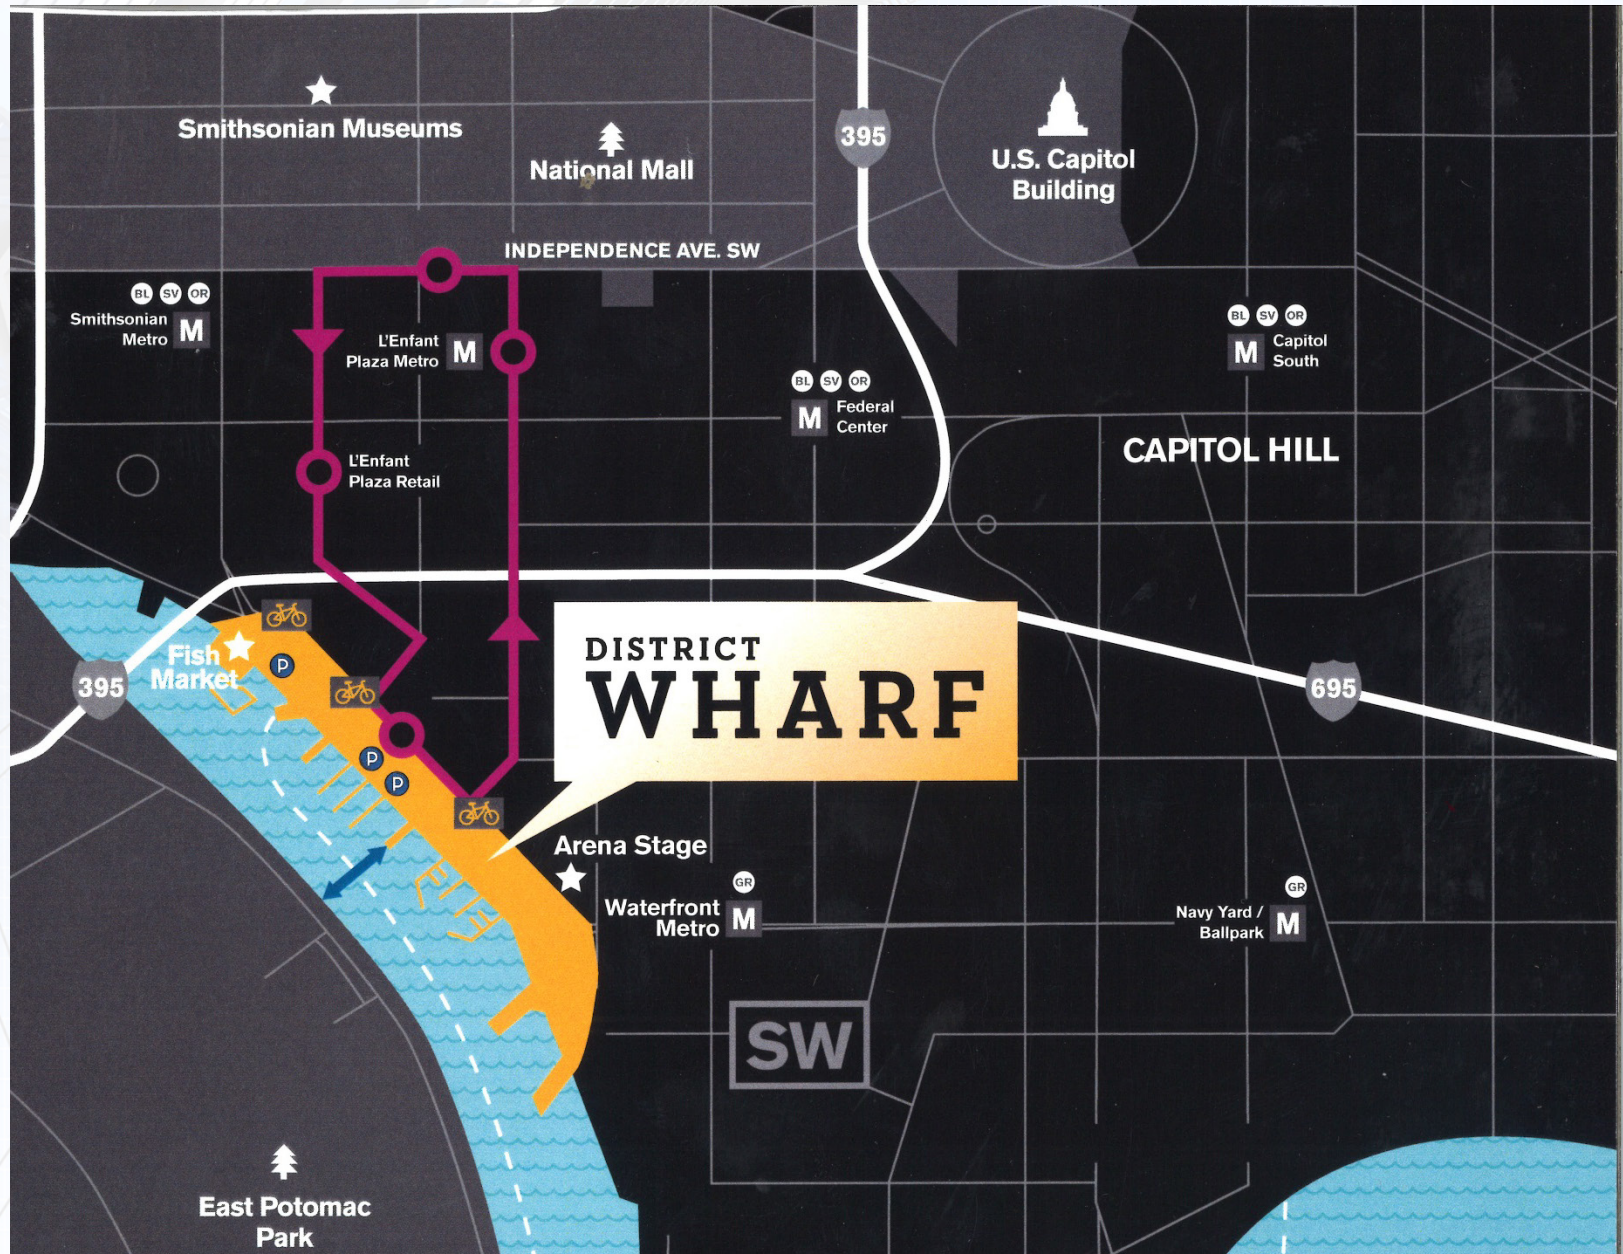 Smithsonian Museums
National Mall
395
U.S. Capitol
Building
INDEPENDENCE AVE. SW
BL SV OR
Smithsonian
Metro M
L'Enfant
Plaza Metro M
BL SV OR
Capitol
South
M
BL SV OR
Federal
Center
M
CAPITOL HILL
L'Enfant
Plaza Retail
Fish
Market
P
395
DISTRICT
WHARF
695
P
P
Arena Stage
GR
Waterfront
Metro M
GR
Navy Yard /
Ballpark M
SW
East Potomac
Park